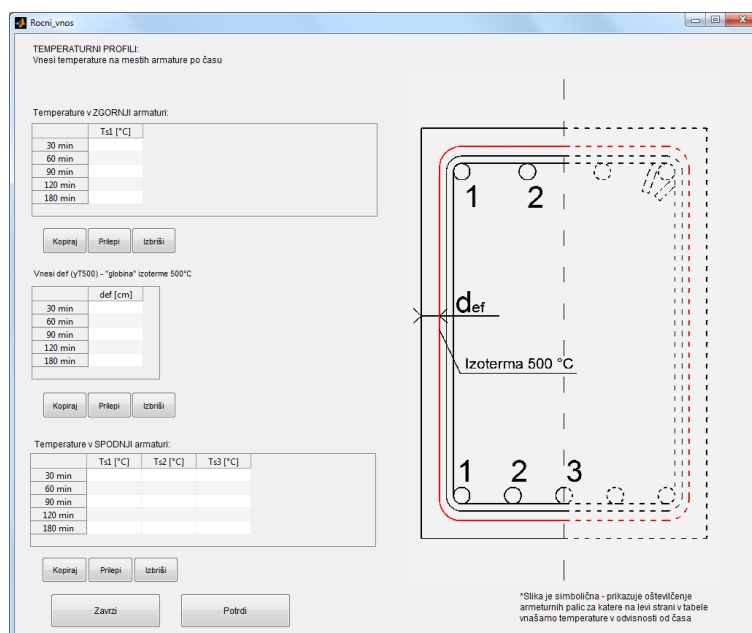 Rocni_vnos
TEMPERATURNI PROFILI:
Vnesi temperature na mestih armature po času
Temperature v ZGORNJI armaturi:
Ts1 [°C]
30 min
60 min
90 min
120 min
180 min
Kopiraj Prilepi Izbriši
Vnesi def (yT500) - "globina" izoterme 500°C
def [cm]
30 min
60 min
90 min
120 min
180 min
Kopiraj Prilepi Izbriši
Temperature v SPODNJI armaturi:
Ts1 [°C] Ts2 [°C] Ts3 [°C]
30 min
60 min
90 min
120 min
180 min
Kopiraj Prilepi Izbriši
Zavrzi Potrdi
1 2
def
Izoterma 500 °C
1 2 3
*Slika je simbolična - prikazuje oštevilčenje
armeturnih palic za katere na levi strani v tabele
vnašamo temperature v odvisnosti od časa